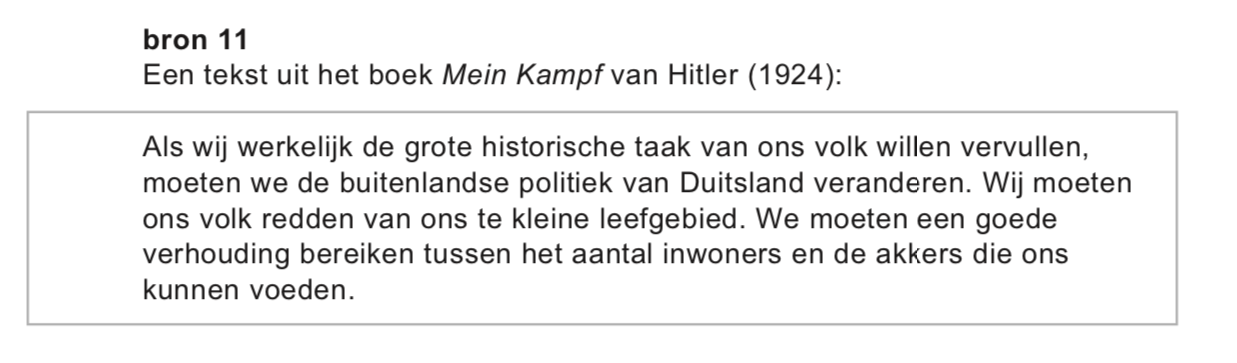 bron 11
Een tekst uit het boek Mein Kampf van Hitler (1924):
Als wij werkelijk de grote historische taak van ons volk willen vervullen,
moeten we de buitenlandse politiek van Duitsland veranderen. Wij moeten
ons volk redden van ons te kleine leefgebied. We moeten een goede
verhouding bereiken tussen het aantal inwoners en de akkers die ons
kunnen voeden.